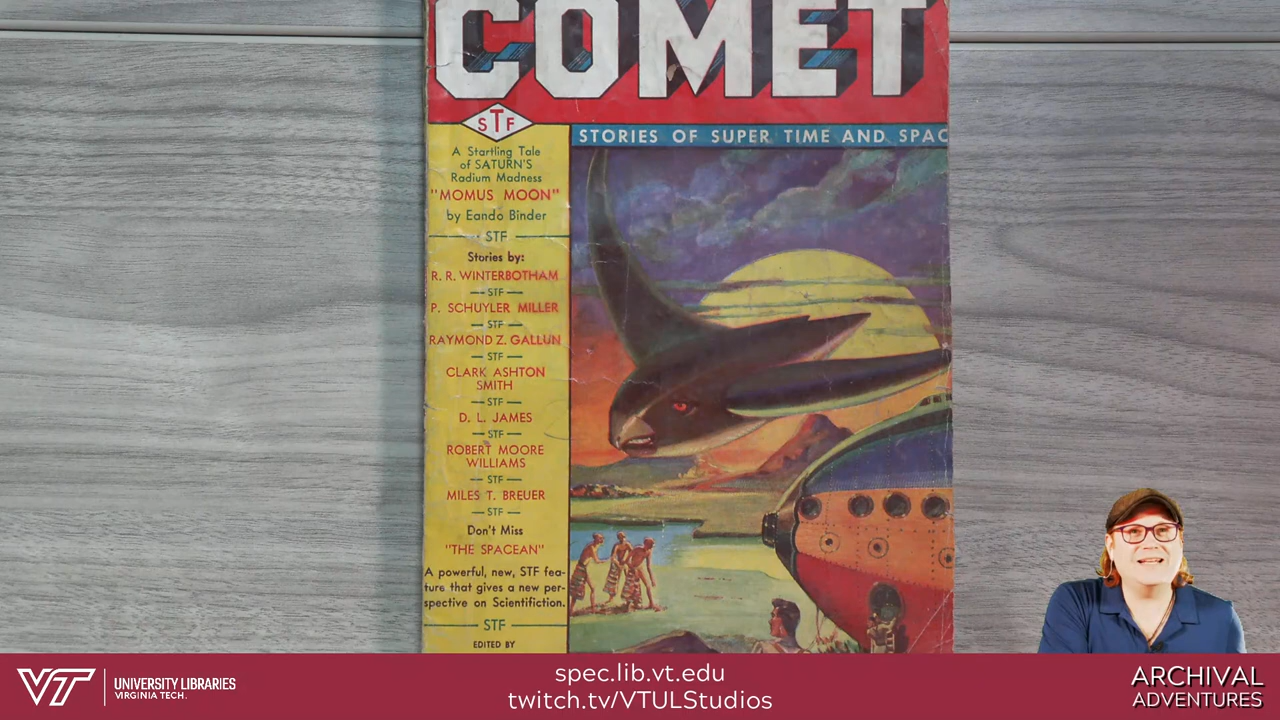 COMET
STF
STORIES OF SUPER TIME AND SPAC
A Startling Tale
of SATURN'S
Radium Madness
"MOMUS MOON"
by Eando Binder
STF
Stories by:
R. R. WINTERBOTHAM
STF
P. SCHUYLER MILLER
STF
RAYMOND Z. GALLUN
STF
CLARK ASHTON
SMITH
STF
D. L. JAMES
STF
ROBERT MOORE
WILLIAMS
STF
MILES T. BREUER
STF
Don't Miss
"THE SPACEAN"
A powerful, new, STF fea-
ture that gives a new per-
spective on Scientifiction.
STF
EDITED BY
VT
UNIVERSITY LIBRARIES
VIRGINIA TECH.
spec.lib.vt.edu
twitch.tv/VTULStudios
ARCHIVAL
ADVENTURES